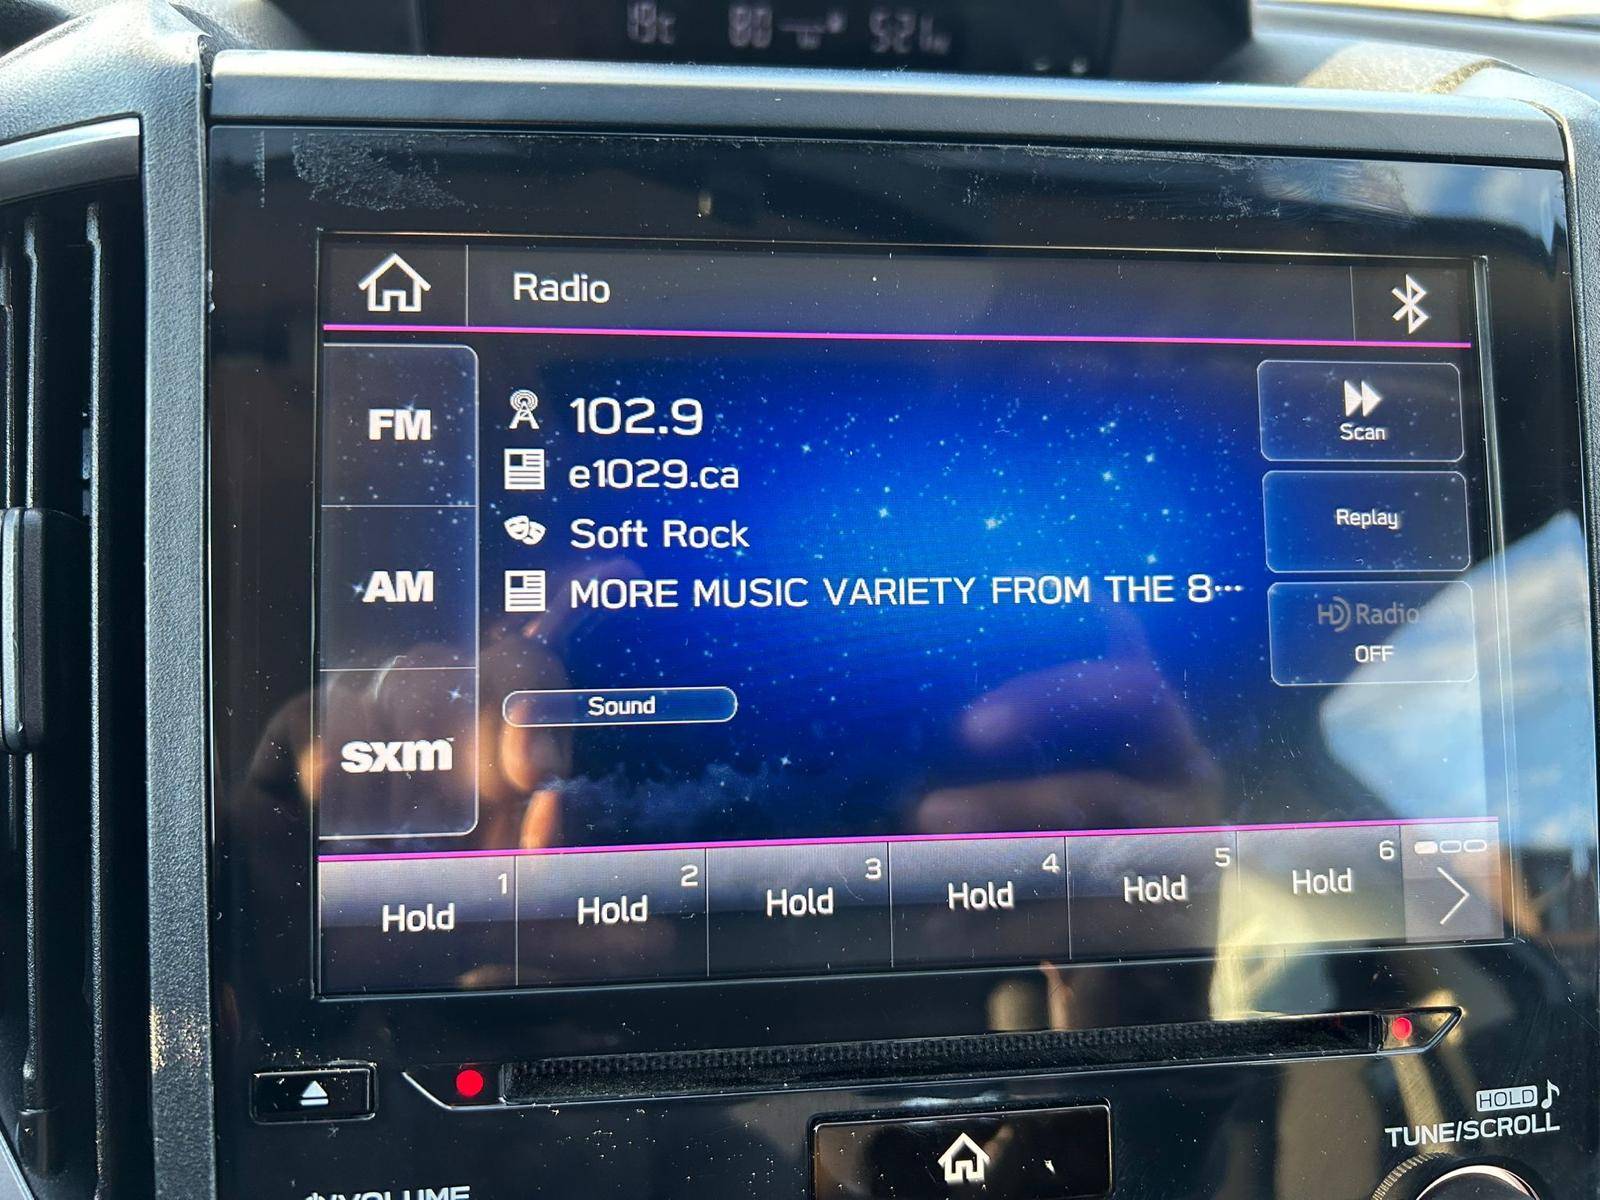 Radio
FM
AM
sxm
102.9
e1029.ca
Soft Rock
MORE MUSIC VARIETY FROM THE 8...
Sound
Scan
Replay
HD Radio
OFF
1
Hold
2
Hold
3
Hold
4
Hold
5
Hold
6
Hold
HOLD
TUNE/SCROLL
VOLUME